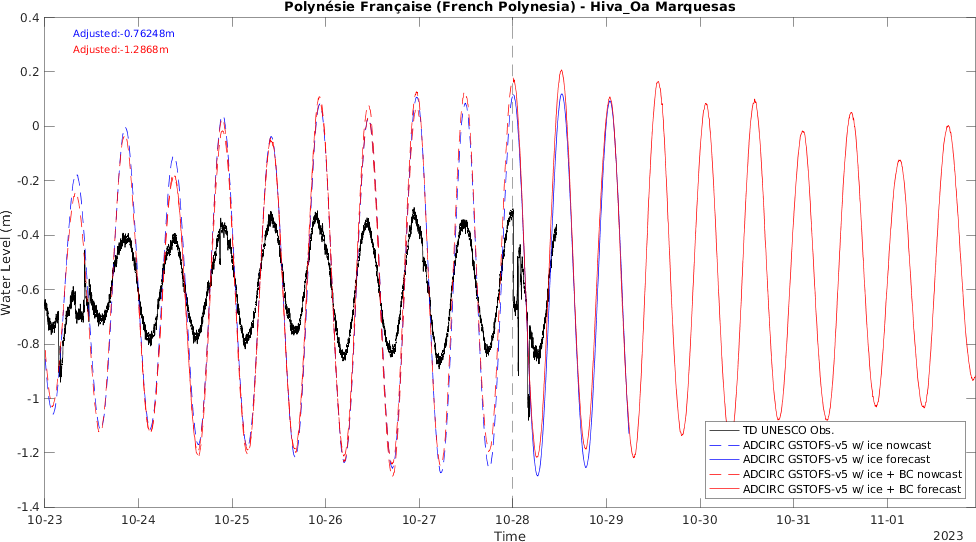 Polynésie Française (French Polynesia) - Hiva_Oa Marquesas
Adjusted:-0.76248m
Adjusted:-1.2868m
0.4
0.2
0
-0.2
-0.4
-0.6
-0.8
-1
-1.2
-1.4
Water Level (m)
TD UNESCO Obs.
ADCIRC GSTOFS-v5 w/ ice nowcast
ADCIRC GSTOFS-v5 w/ ice forecast
ADCIRC GSTOFS-v5 w/ ice + BC nowcast
ADCIRC GSTOFS-v5 w/ ice + BC forecast
10-23 10-24 10-25 10-26 10-27 10-28 10-29 10-30 10-31 11-01
Time
2023